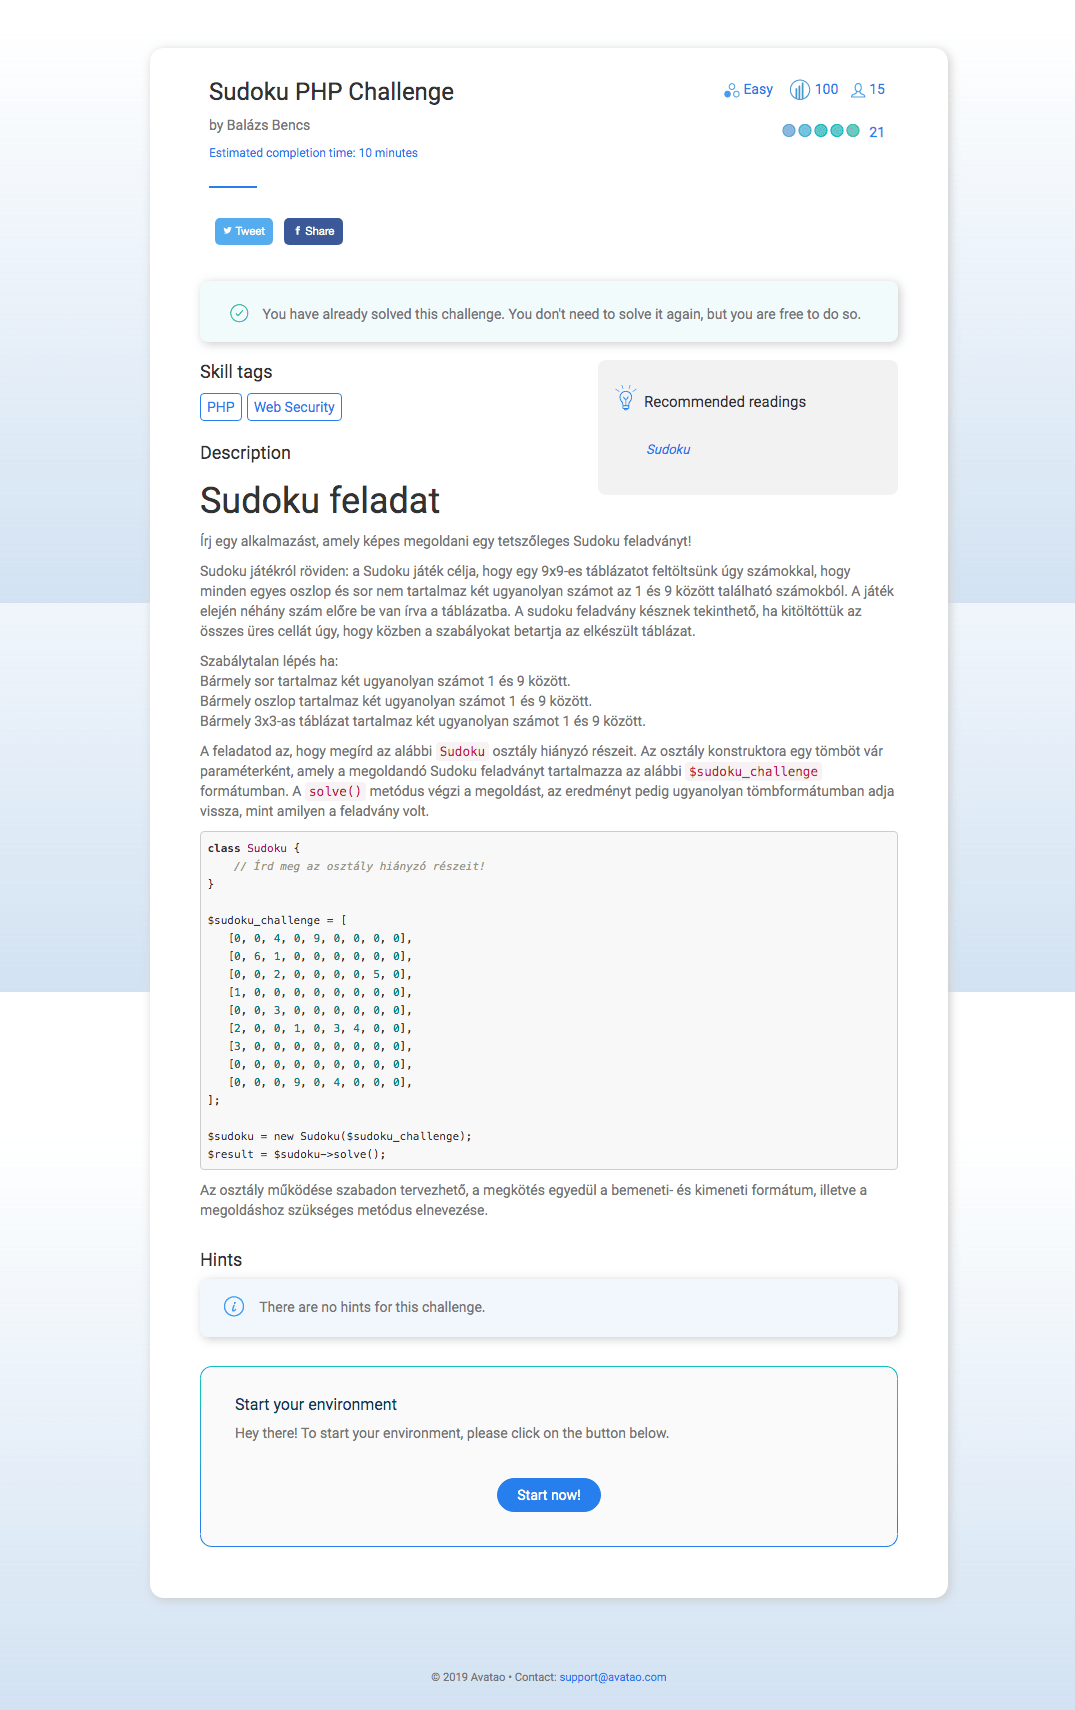 Sudoku PHP Challenge
Easy 100 15
by Balázs Bencs
21
Estimated completion time: 10 minutes
Tweet
Share
You have already solved this challenge. You don't need to solve it again, but you are free to do so.
Skill tags
PHP
Web Security
Recommended readings
Sudoku
Description
Sudoku feladat
Írj egy alkalmazást, amely képes megoldani egy tetszőleges Sudoku feladványt!
Sudoku játékról röviden: a Sudoku játék célja, hogy egy 9x9-es táblázatot feltöltsünk úgy számokkal, hogy
minden egyes oszlop és sor nem tartalmaz két ugyanolyan számot az 1 és 9 között található számokból. A játék
elején néhány szám előre be van írva a táblázatba. A sudoku feladvány késznek tekinthető, ha kitöltöttük az
összes üres cellát úgy, hogy közben a szabályokat betartja az elkészült táblázat.
Szabálytalan lépés ha:
Bármely sor tartalmaz két ugyanolyan számot 1 és 9 között.
Bármely oszlop tartalmaz két ugyanolyan számot 1 és 9 között.
Bármely 3x3-as táblázat tartalmaz két ugyanolyan számot 1 és 9 között.
A feladatod az, hogy megírd az alábbi Sudoku osztály hiányzó részeit. Az osztály konstruktora egy tömböt vár
paraméterként, amely a megoldandó Sudoku feladványt tartalmazza az alábbi $sudoku_challenge
formátumban. A solve() metódus végzi a megoldást, az eredményt pedig ugyanolyan tömbformátumban adja
vissza, mint amilyen a feladvány volt.
class Sudoku {
    // Írd meg az osztály hiányzó részeit!
}
$sudoku_challenge = [
   [0, 0, 4, 0, 9, 0, 0, 0, 0],
   [0, 6, 1, 0, 0, 0, 0, 0, 0],
   [0, 0, 2, 0, 0, 0, 0, 5, 0],
   [1, 0, 0, 0, 0, 0, 0, 0, 0],
   [0, 0, 3, 0, 0, 0, 0, 0, 0],
   [2, 0, 0, 1, 0, 3, 4, 0, 0],
   [3, 0, 0, 0, 0, 0, 0, 0, 0],
   [0, 0, 0, 0, 0, 0, 0, 0, 0],
   [0, 0, 0, 9, 0, 4, 0, 0, 0],
];
$sudoku = new Sudoku($sudoku_challenge);
$result = $sudoku->solve();
Az osztály működése szabadon tervezhető, a megkötés egyedül a bemeneti- és kimeneti formátum, illetve a
megoldáshoz szükséges metódus elnevezése.
Hints
There are no hints for this challenge.
Start your environment
Hey there! To start your environment, please click on the button below.
Start now!
© 2019 Avatao • Contact: support@avatao.com